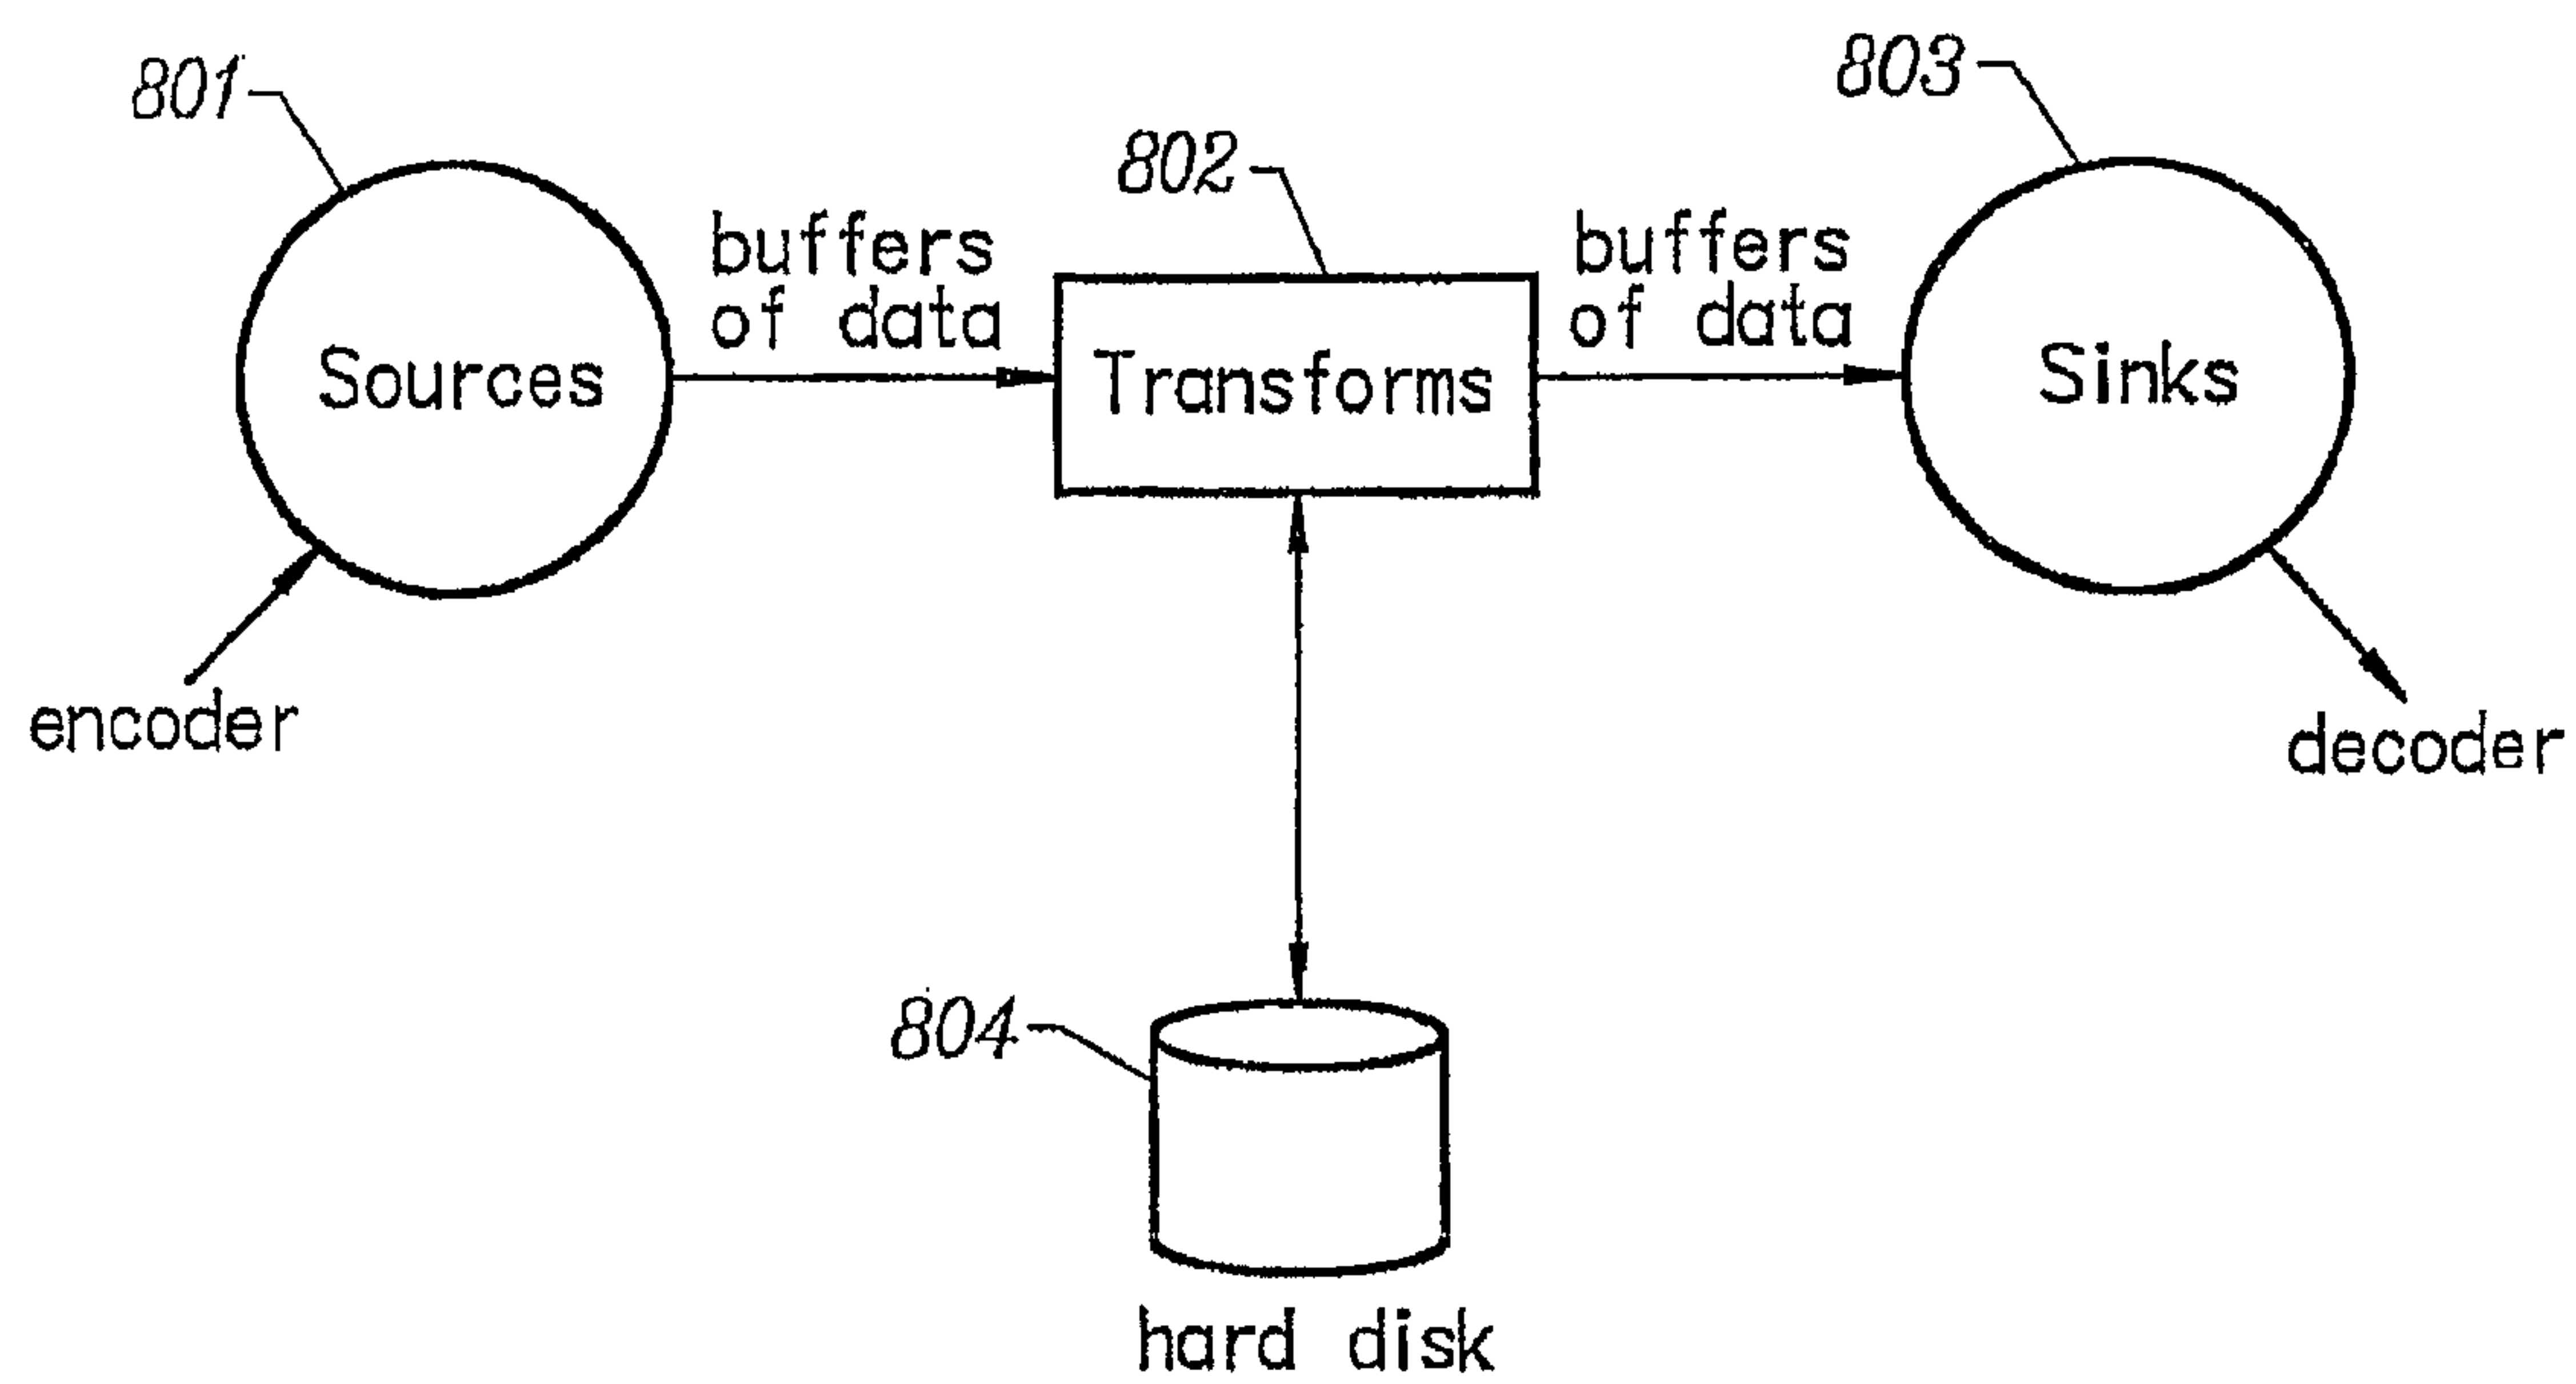 801
802
803
buffers
of data
buffers
of data
Sources
Transforms
Sinks
encoder
decoder
804
hard disk